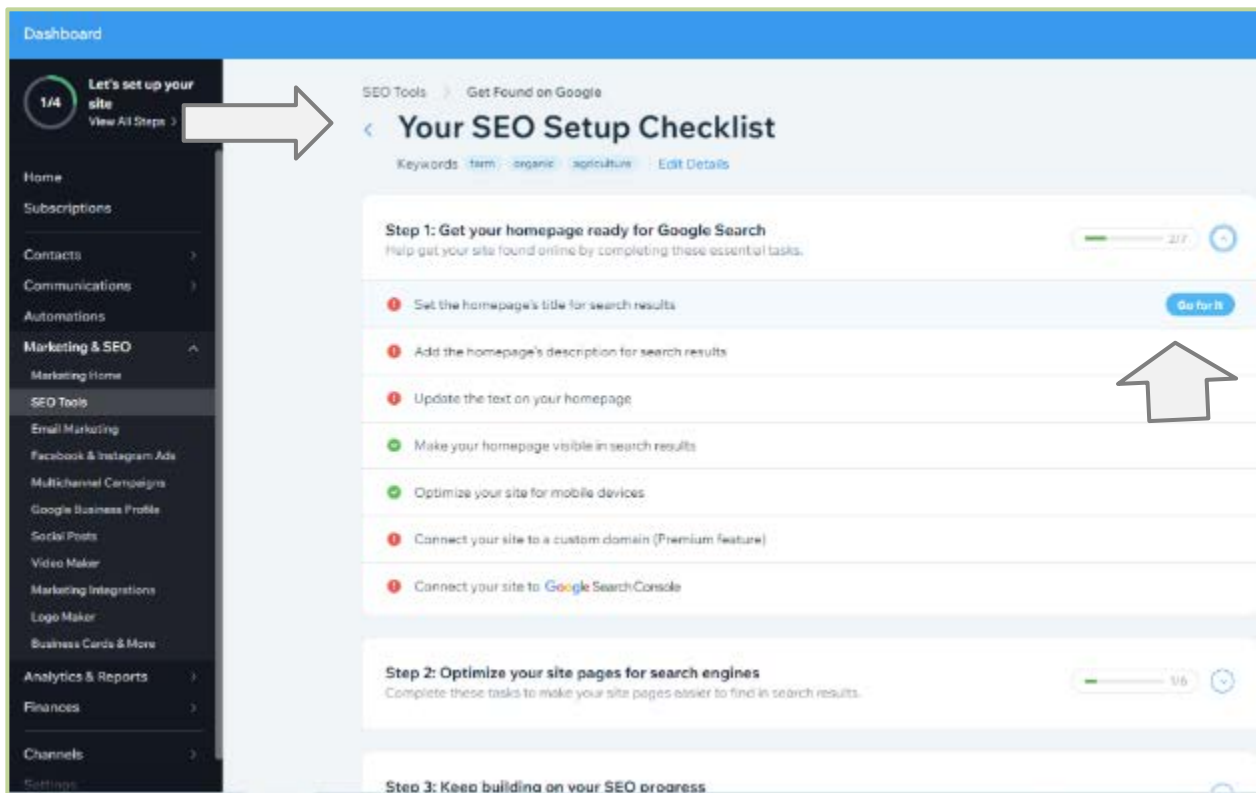 Dashboard
1/4
Let's set up your
site
View All Steps >
Home
Subscriptions
Contacts
Communications
Automations
Marketing & SEO
Marketing Home
SEO Tools
Email Marketing
Facebook & Instagram Ads
Multichannel Campaigns
Google Business Profile
Social Posts
Video Maker
Marketing Integrations
Logo Maker
Business Cards & More
Analytics & Reports
Finances
Channels
Settings
SEO Tools > Get Found on Google
< Your SEO Setup Checklist
Keywords farm organic agriculture Edit Details
Step 1: Get your homepage ready for Google Search
Help get your site found online by completing these essential tasks.
2/7
Set the homepage's title for search results
Go for It
Add the homepage's description for search results
Update the text on your homepage
Make your homepage visible in search results
Optimize your site for mobile devices
Connect your site to a custom domain (Premium feature)
Connect your site to Google Search Console
Step 2: Optimize your site pages for search engines
Complete these tasks to make your site pages easier to find in search results.
1/6
Step 3: Keep building on your SEO progress